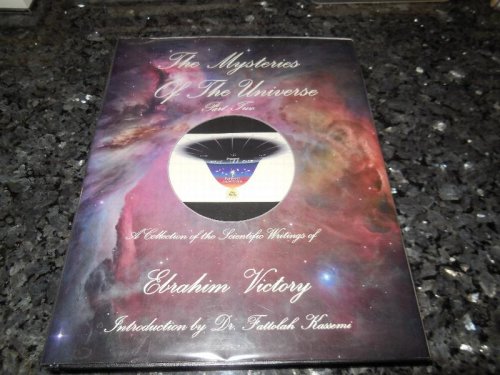 The Mysteries
Of The Universe
Part Two
A Collection of the Scientific Writings of
Ebrahim Victory
Introduction by Dr. Fattolah Kassemi